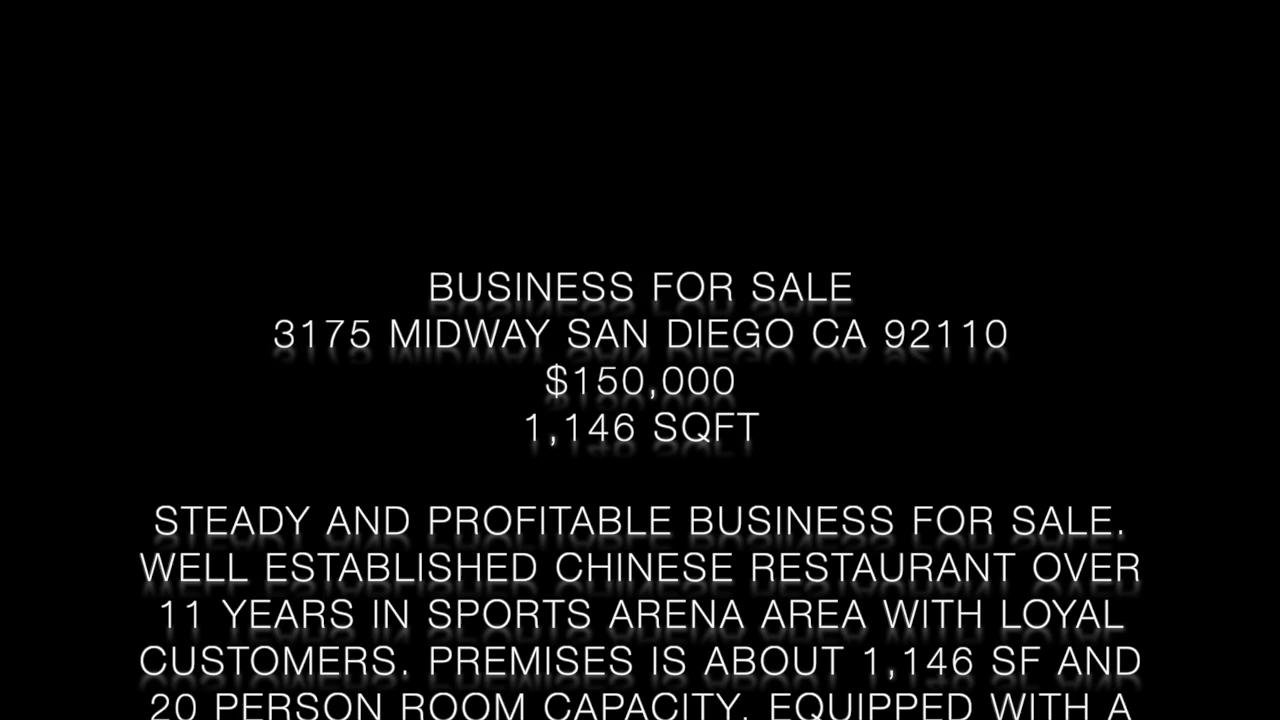 BUSINESS FOR SALE
3175 MIDWAY SAN DIEGO CA 92110
$150,000
1,146 SQFT
STEADY AND PROFITABLE BUSINESS FOR SALE.
WELL ESTABLISHED CHINESE RESTAURANT OVER
11 YEARS IN SPORTS ARENA AREA WITH LOYAL
CUSTOMERS. PREMISES IS ABOUT 1,146 SF AND
20 PERSON ROOM CAPACITY. EQUIPPED WITH A